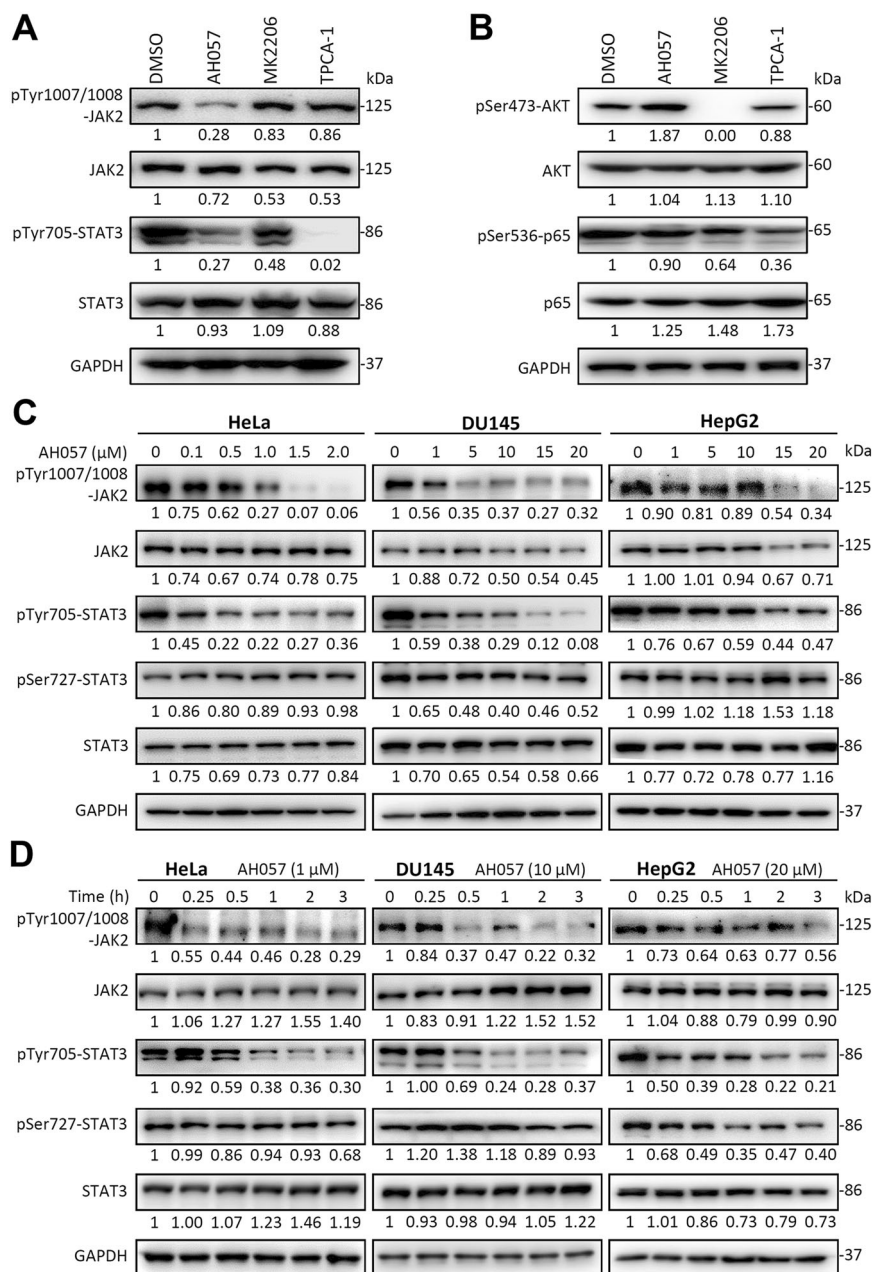 A
DMSO AH057 MK2206 TPCA-1
kDa
pTyr1007/1008
-JAK2
-125
1 0.28 0.83 0.86
JAK2
-125
1 0.72 0.53 0.53
pTyr705-STAT3
-86
1 0.27 0.48 0.02
STAT3
-86
1 0.93 1.09 0.88
GAPDH
-37
B
DMSO AH057 MK2206 TPCA-1
kDa
pSer473-AKT
-60
1 1.87 0.00 0.88
AKT
-60
1 1.04 1.13 1.10
pSer536-p65
-65
1 0.90 0.64 0.36
p65
-65
1 1.25 1.48 1.73
GAPDH
-37
C
HeLa DU145 HepG2
AH057 (μM) 0 0.1 0.5 1.0 1.5 2.0 0 1 5 10 15 20 0 1 5 10 15 20 kDa
pTyr1007/1008
-JAK2
-125
1 0.75 0.62 0.27 0.07 0.06 1 0.56 0.35 0.37 0.27 0.32 1 0.90 0.81 0.89 0.54 0.34
JAK2
-125
1 0.74 0.67 0.74 0.78 0.75 1 0.88 0.72 0.50 0.54 0.45 1 1.00 1.01 0.94 0.67 0.71
pTyr705-STAT3
-86
1 0.45 0.22 0.22 0.27 0.36 1 0.59 0.38 0.29 0.12 0.08 1 0.76 0.67 0.59 0.44 0.47
pSer727-STAT3
-86
1 0.86 0.80 0.89 0.93 0.98 1 0.65 0.48 0.40 0.46 0.52 1 0.99 1.02 1.18 1.53 1.18
STAT3
-86
1 0.75 0.69 0.73 0.77 0.84 1 0.70 0.65 0.54 0.58 0.66 1 0.77 0.72 0.78 0.77 1.16
GAPDH
-37
D
HeLa AH057 (1 μM) DU145 AH057 (10 μM) HepG2 AH057 (20 μM)
Time (h) 0 0.25 0.5 1 2 3 0 0.25 0.5 1 2 3 0 0.25 0.5 1 2 3 kDa
pTyr1007/1008
-JAK2
-125
1 0.55 0.44 0.46 0.28 0.29 1 0.84 0.37 0.47 0.22 0.32 1 0.73 0.64 0.63 0.77 0.56
JAK2
-125
1 1.06 1.27 1.27 1.55 1.40 1 0.83 0.91 1.22 1.52 1.52 1 1.04 0.88 0.79 0.99 0.90
pTyr705-STAT3
-86
1 0.92 0.59 0.38 0.36 0.30 1 1.00 0.69 0.24 0.28 0.37 1 0.50 0.39 0.28 0.22 0.21
pSer727-STAT3
-86
1 0.99 0.86 0.94 0.93 0.68 1 1.20 1.38 1.18 0.89 0.93 1 0.68 0.49 0.35 0.47 0.40
STAT3
-86
1 1.00 1.07 1.23 1.46 1.19 1 0.93 0.98 0.94 1.05 1.22 1 1.01 0.86 0.73 0.79 0.73
GAPDH
-37